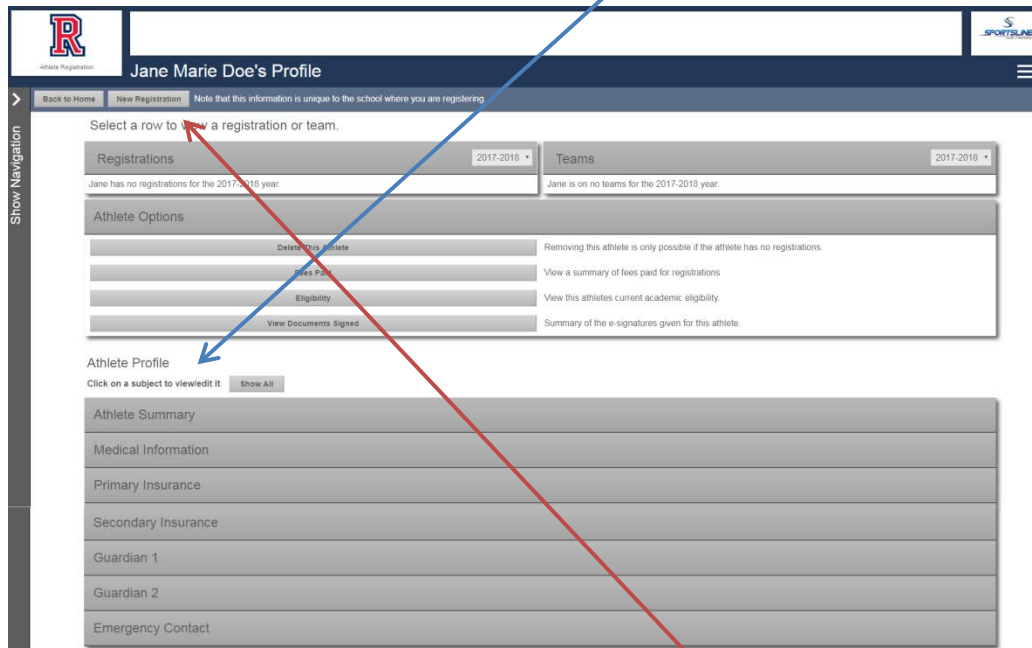 R
SPORTSLINE
Athlete Registration
Jane Marie Doe's Profile
Back to Home New Registration Note that this information is unique to the school where you are registering.
Show Navigation
Select a row to view a registration or team.
Registrations 2017-2018 Teams 2017-2018
Jane has no registrations for the 2017-2018 year. Jane is on no teams for the 2017-2018 year.
Athlete Options
Delete This Athlete Removing this athlete is only possible if the athlete has no registrations.
Fees Paid View a summary of fees paid for registrations
Eligibility View this athletes current academic eligibility.
View Documents Signed Summary of the e-signatures given for this athlete.
Athlete Profile
Click on a subject to view/edit it Show All
Athlete Summary
Medical Information
Primary Insurance
Secondary Insurance
Guardian 1
Guardian 2
Emergency Contact